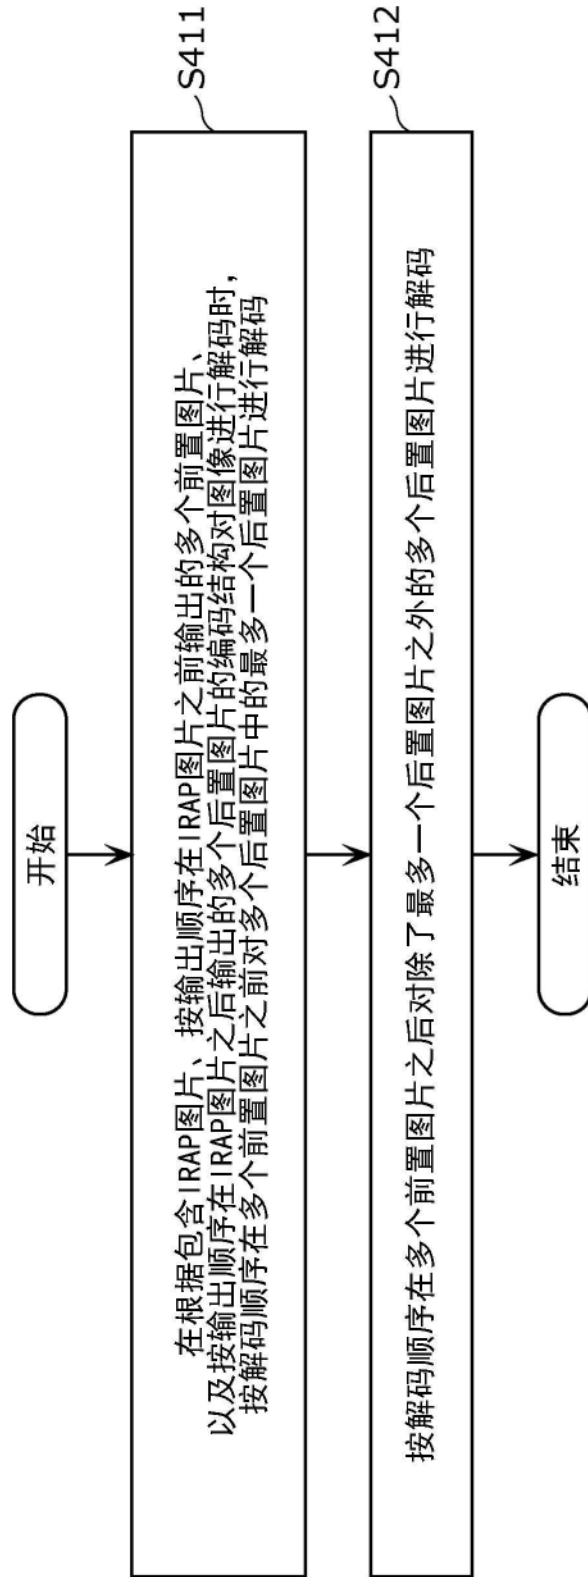 开始
S411
在根据包含IRAP图片、按输出顺序在IRAP图片之前输出的多个前置图片、
以及按输出顺序在IRAP图片之后输出的多个后置图片的编码结构对图像进行解码时,
按解码顺序在多个前置图片之前对多个后置图片中的最多一个后置图片进行解码
S412
按解码顺序在多个前置图片之后对除了最多一个后置图片之外的多个后置图片进行解码
结束